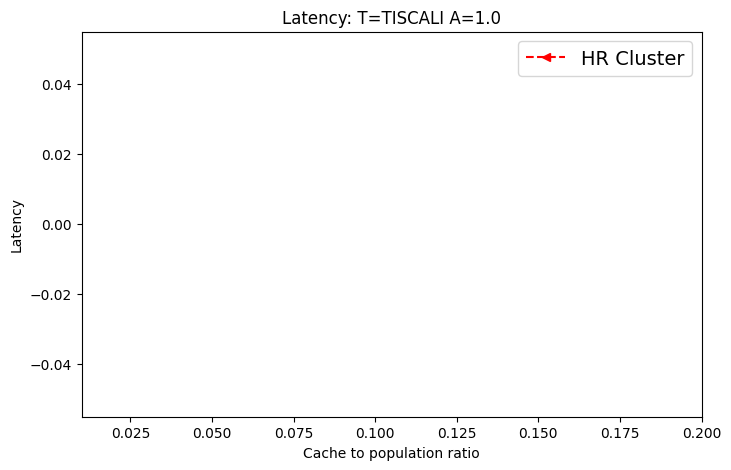 Latency: T=TISCALI A=1.0
HR Cluster
0.04
0.02
0.00
−0.02
−0.04
Latency
0.025 0.050 0.075 0.100 0.125 0.150 0.175 0.200
Cache to population ratio